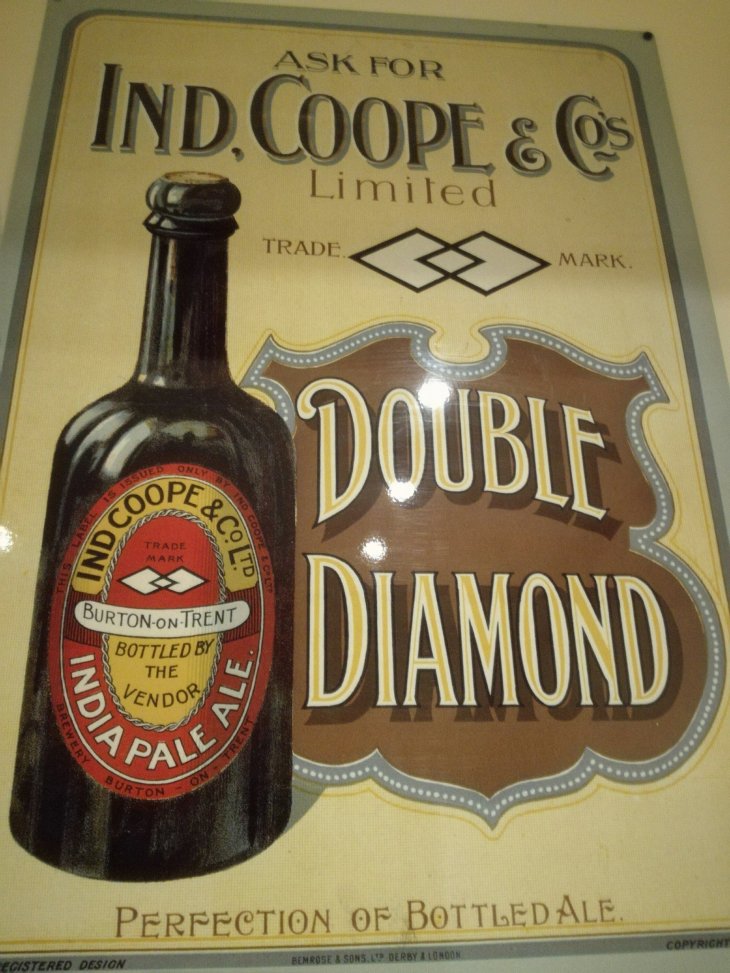 ASK FOR
IND, COOPE & Co's
Limited
TRADE. MARK.
DOUBLE
DIAMOND
THIS LABEL IS ISSUED ONLY BY IND COOPE & Co LTD
IND COOPE & Co LTD
TRADE
MARK
BURTON-ON-TRENT
BOTTLED BY
THE
VENDOR
INDIA PALE ALE.
BREWERY BURTON-ON-TRENT
PERFECTION OF BOTTLED ALE.
EGISTERED DESIGN
BEMROSE & SONS, LTD DERBY & LONDON
COPYRIGHT